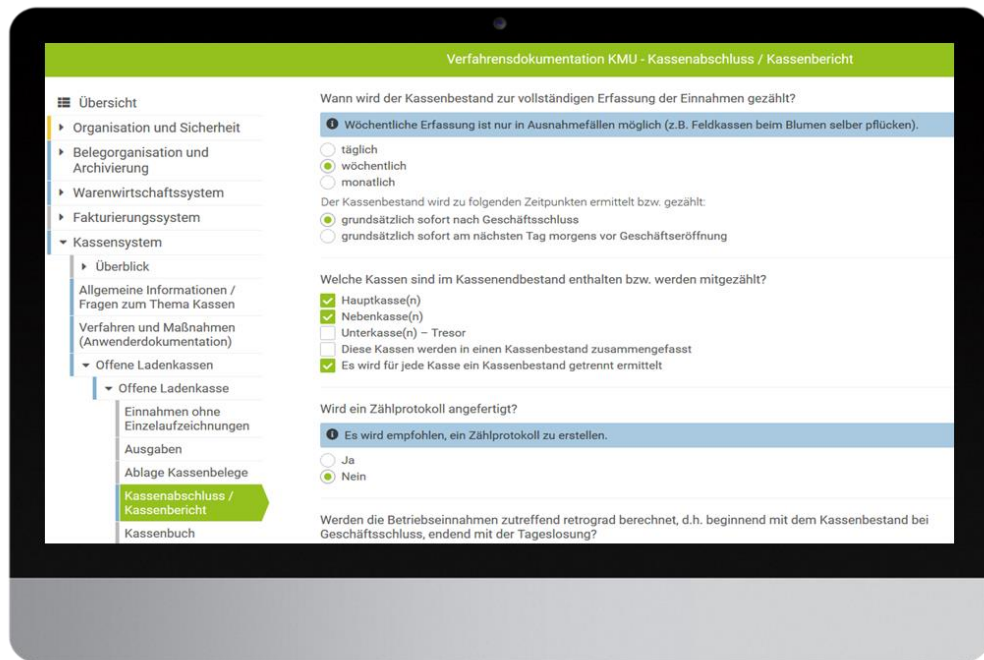 Verfahrensdokumentation KMU - Kassenabschluss / Kassenbericht
Übersicht
Organisation und Sicherheit
Belegorganisation und
Archivierung
Warenwirtschaftssystem
Fakturierungssystem
Kassensystem
Überblick
Allgemeine Informationen /
Fragen zum Thema Kassen
Verfahren und Maßnahmen
(Anwenderdokumentation)
Offene Ladenkassen
Offene Ladenkasse
Einnahmen ohne
Einzelaufzeichnungen
Ausgaben
Ablage Kassenbelege
Kassenabschluss /
Kassenbericht
Kassenbuch
Wann wird der Kassenbestand zur vollständigen Erfassung der Einnahmen gezählt?
Wöchentliche Erfassung ist nur in Ausnahmefällen möglich (z.B. Feldkassen beim Blumen selber pflücken).
täglich
wöchentlich
monatlich
Der Kassenbestand wird zu folgenden Zeitpunkten ermittelt bzw. gezählt:
grundsätzlich sofort nach Geschäftsschluss
grundsätzlich sofort am nächsten Tag morgens vor Geschäftseröffnung
Welche Kassen sind im Kassenendbestand enthalten bzw. werden mitgezählt?
Hauptkasse(n)
Nebenkasse(n)
Unterkasse(n) – Tresor
Diese Kassen werden in einen Kassenbestand zusammengefasst
Es wird für jede Kasse ein Kassenbestand getrennt ermittelt
Wird ein Zählprotokoll angefertigt?
Es wird empfohlen, ein Zählprotokoll zu erstellen.
Ja
Nein
Werden die Betriebseinnahmen zutreffend retrograd berechnet, d.h. beginnend mit dem Kassenbestand bei
Geschäftsschluss, endend mit der Tageslosung?